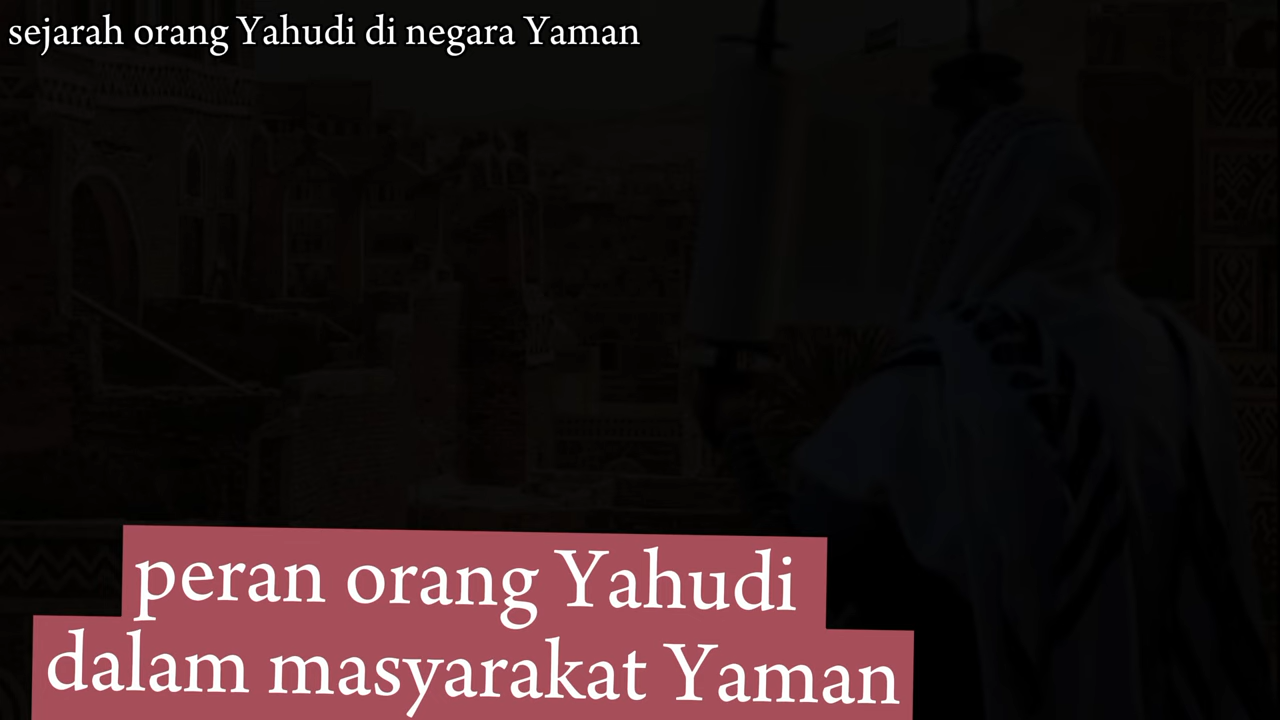 sejarah orang Yahudi di negara Yaman
peran orang Yahudi
dalam masyarakat Yaman